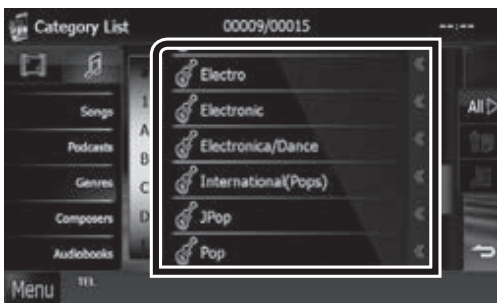 Category List 00009/00015 --:--
Songs
Podcasts
Genres
Composers
Audiobooks
1
A
B
C
D
Electro
Electronic
Electronica/Dance
International(Pops)
JPop
Pop
All
Menu
TEL